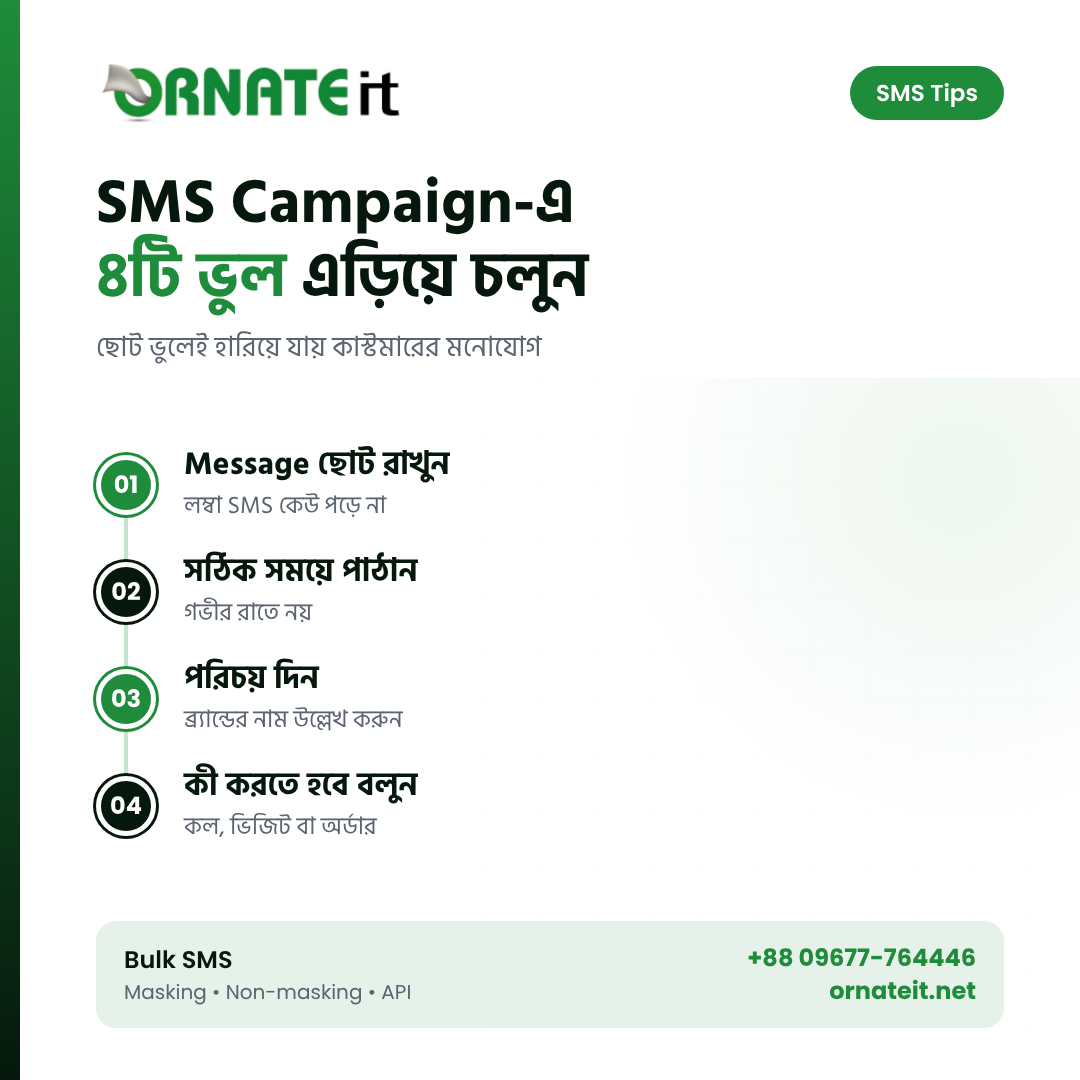 ORNATE it
SMS Tips
SMS Campaign-এ
৪টি ভুল এড়িয়ে চলুন
ছোট ভুলেই হারিয়ে যায় কাস্টমারের মনোযোগ
01
Message ছোট রাখুন
লম্বা SMS কেউ পড়ে না
02
সঠিক সময়ে পাঠান
গভীর রাতে নয়
03
পরিচয় দিন
ব্র্যান্ডের নাম উল্লেখ করুন
04
কী করতে হবে বলুন
কল, ভিজিট বা অর্ডার
Bulk SMS
Masking • Non-masking • API
+88 09677-764446
ornateit.net